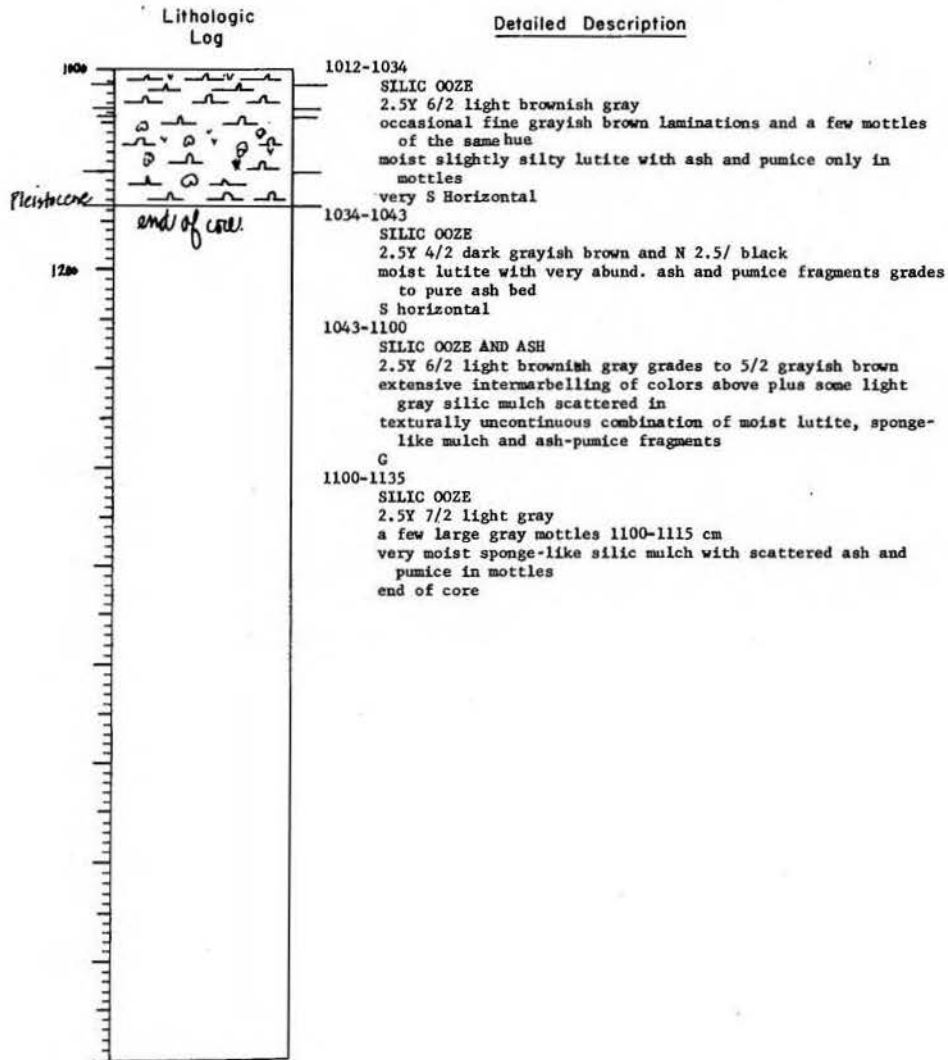 Lithologic
Log
Detailed Description
1000
1012-1034
SILIC OOZE
2.5Y 6/2 light brownish gray
occasional fine grayish brown laminations and a few mottles
of the same hue
moist slightly silty lutite with ash and pumice only in
mottles
very S Horizontal
Pleistocene
end of core.
1034-1043
SILIC OOZE
1200
2.5Y 4/2 dark grayish brown and N 2.5/ black
moist lutite with very abund. ash and pumice fragments grades
to pure ash bed
S horizontal
1043-1100
SILIC OOZE AND ASH
2.5Y 6/2 light brownish gray grades to 5/2 grayish brown
extensive intermarbelling of colors above plus some light
gray silic mulch scattered in
texturally uncontinuous combination of moist lutite, sponge-
like mulch and ash-pumice fragments
G
1100-1135
SILIC OOZE
2.5Y 7/2 light gray
a few large gray mottles 1100-1115 cm
very moist sponge-like silic mulch with scattered ash and
pumice in mottles
end of core